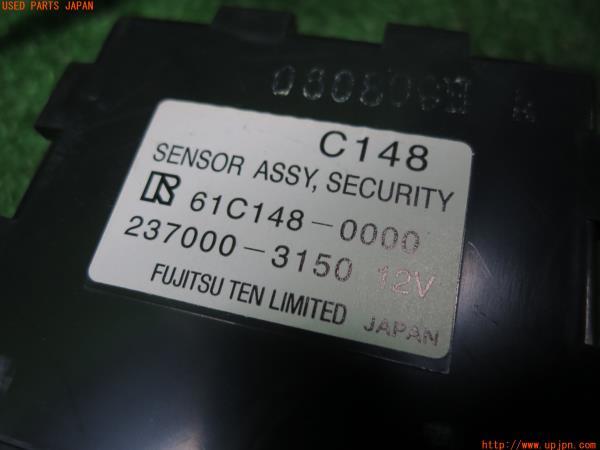 USED PARTS JAPAN
C148
SENSOR ASSY, SECURITY
R 61C148-0000
237000-3150 12V
FUJITSU TEN LIMITED JAPAN
http://www.upjpn.com